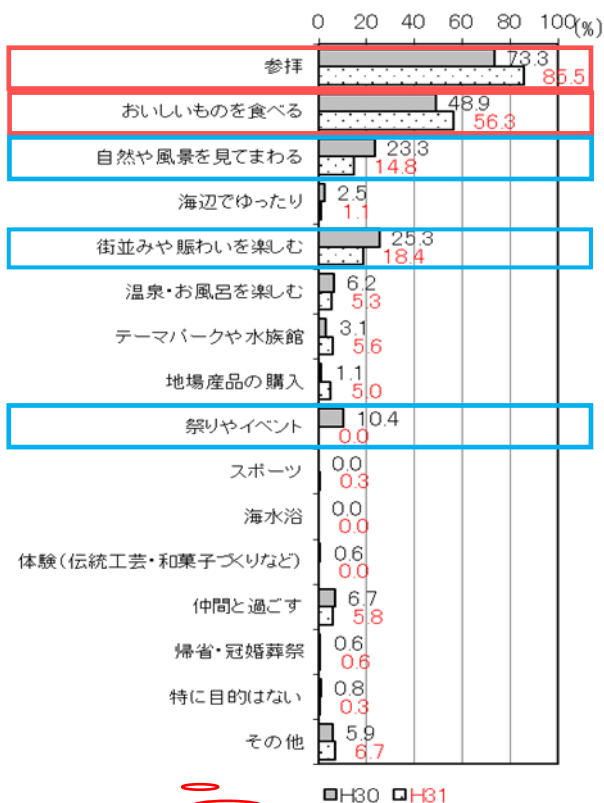 0 20 40 60 80 100(%)
参拝 73.3
85.5
おいしいものを食べる 48.9
56.3
自然や風景を見てまわる 23.3
14.8
海辺でゆったり 2.5
1.1
街並みや賑わいを楽しむ 25.3
18.4
温泉・お風呂を楽しむ 6.2
5.3
テーマパークや水族館 3.1
5.6
地場産品の購入 1.1
5.0
祭りやイベント 10.4
0.0
スポーツ 0.0
0.3
海水浴 0.0
0.0
体験(伝統工芸・和菓子づくりなど) 0.6
0.0
仲間と過ごす 6.7
5.8
帰省・冠婚葬祭 0.6
0.6
特に目的はない 0.8
0.3
その他 5.9
6.7
H30 H31